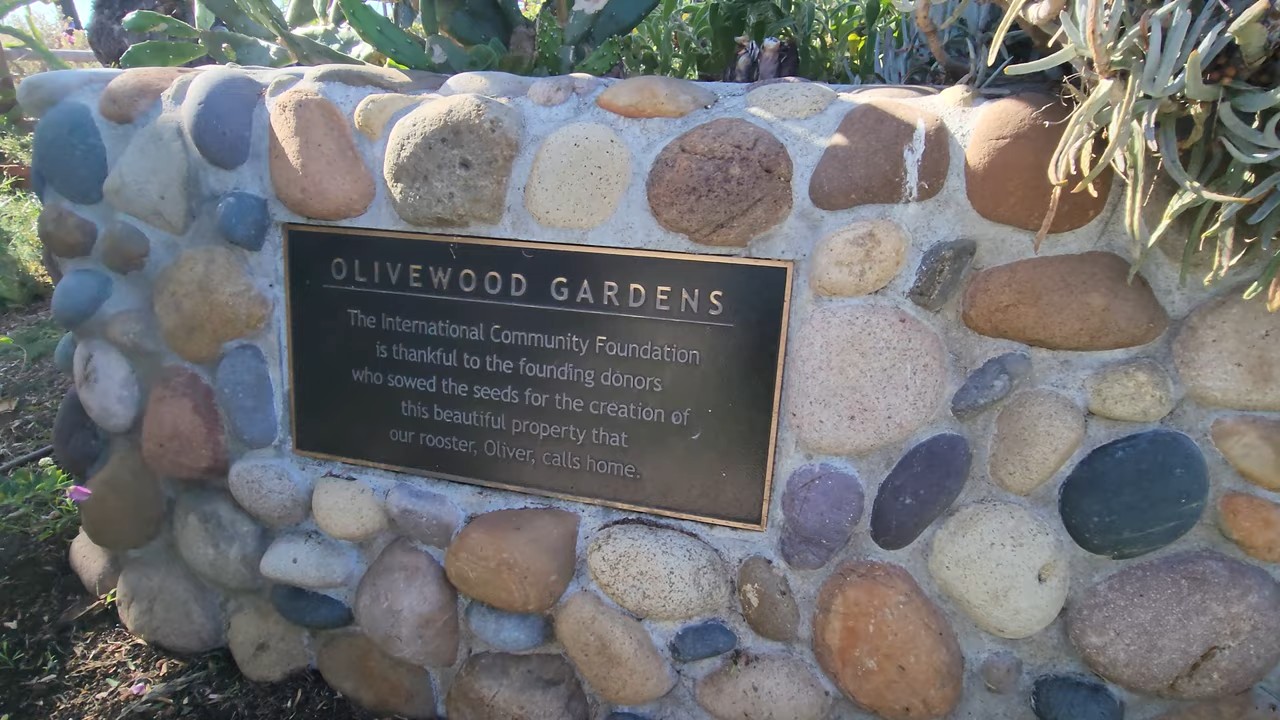 OLIVEWOOD GARDENS
The International Community Foundation
is thankful to the founding donors
who sowed the seeds for the creation of
this beautiful property that
our rooster, Oliver, calls home.